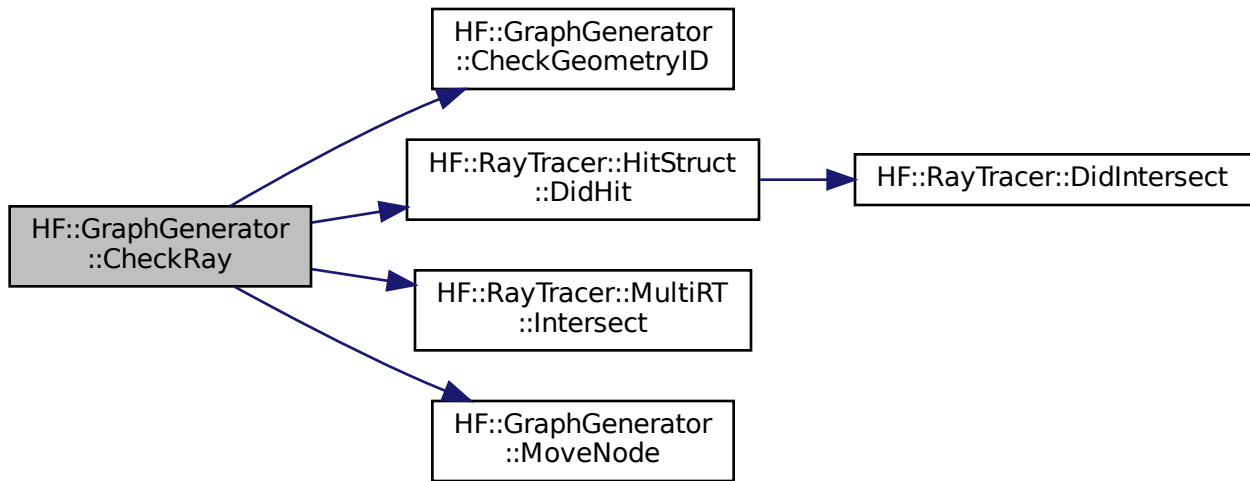 HF::GraphGenerator
::CheckRay
HF::GraphGenerator
::CheckGeometryID
HF::RayTracer::HitStruct
::DidHit
HF::RayTracer::DidIntersect
HF::RayTracer::MultiRT
::Intersect
HF::GraphGenerator
::MoveNode